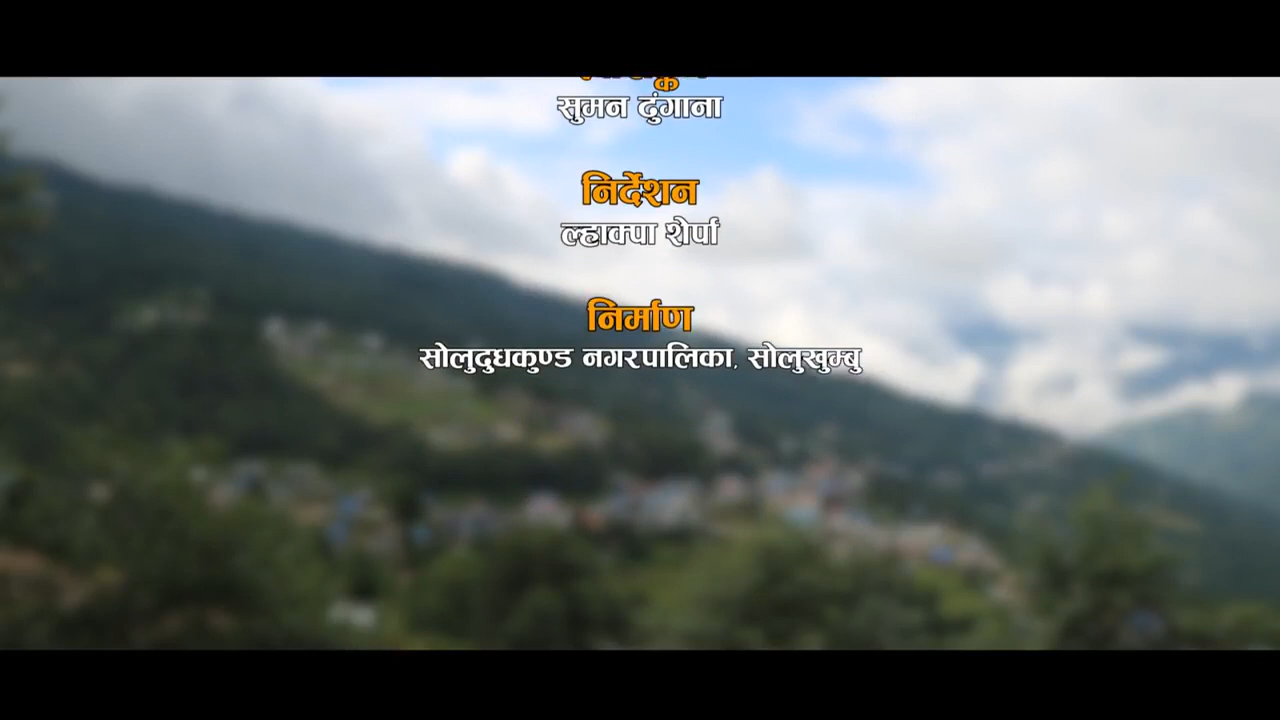 सुमन ढुंगाना
निर्देशन
ल्हाक्पा शेर्पा
निर्माण
सोलुदुधकुण्ड नगरपालिका, सोलुखुम्बु